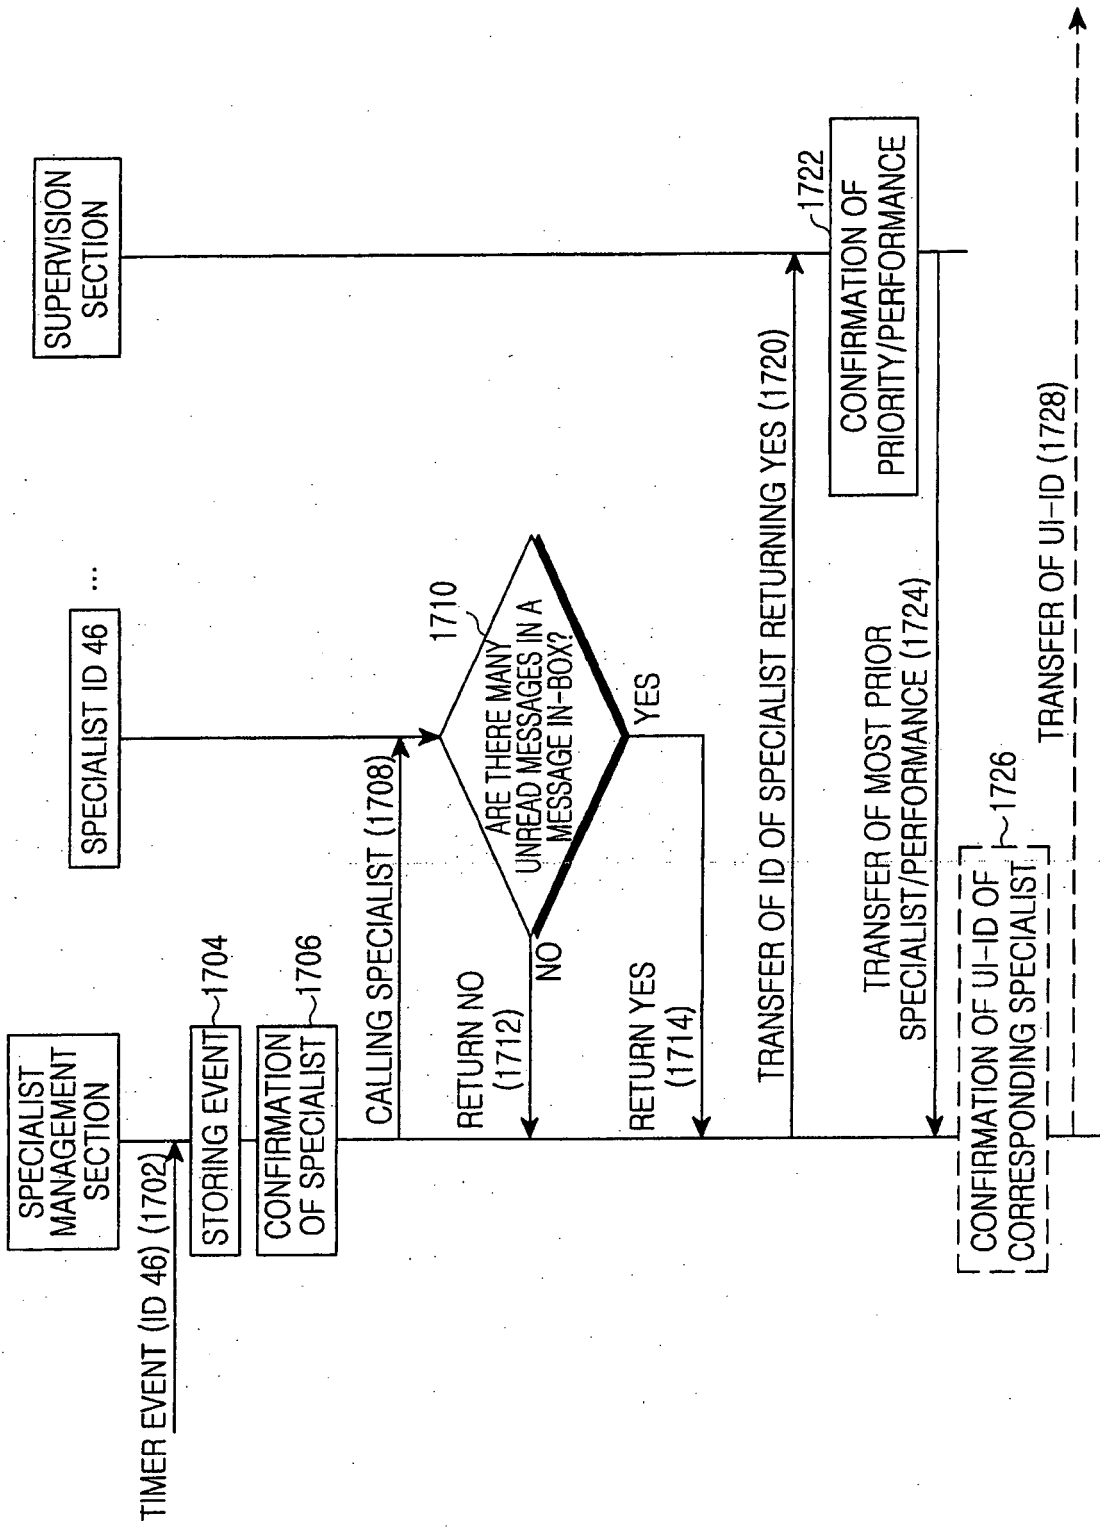 SPECIALIST
MANAGEMENT
SECTION
SPECIALIST ID 46
...
SUPERVISION
SECTION
TIMER EVENT (ID 46) (1702)
STORING EVENT
1704
CONFIRMATION
OF SPECIALIST
1706
CALLING SPECIALIST (1708)
1710
ARE THERE MANY
UNREAD MESSAGES IN A
MESSAGE IN-BOX?
NO
RETURN NO
(1712)
YES
RETURN YES
(1714)
TRANSFER OF ID OF SPECIALIST RETURNING YES (1720)
1722
CONFIRMATION OF
PRIORITY/PERFORMANCE
TRANSFER OF MOST PRIOR
SPECIALIST/PERFORMANCE (1724)
CONFIRMATION OF UI-ID OF
CORRESPONDING SPECIALIST
1726
TRANSFER OF UI-ID (1728)